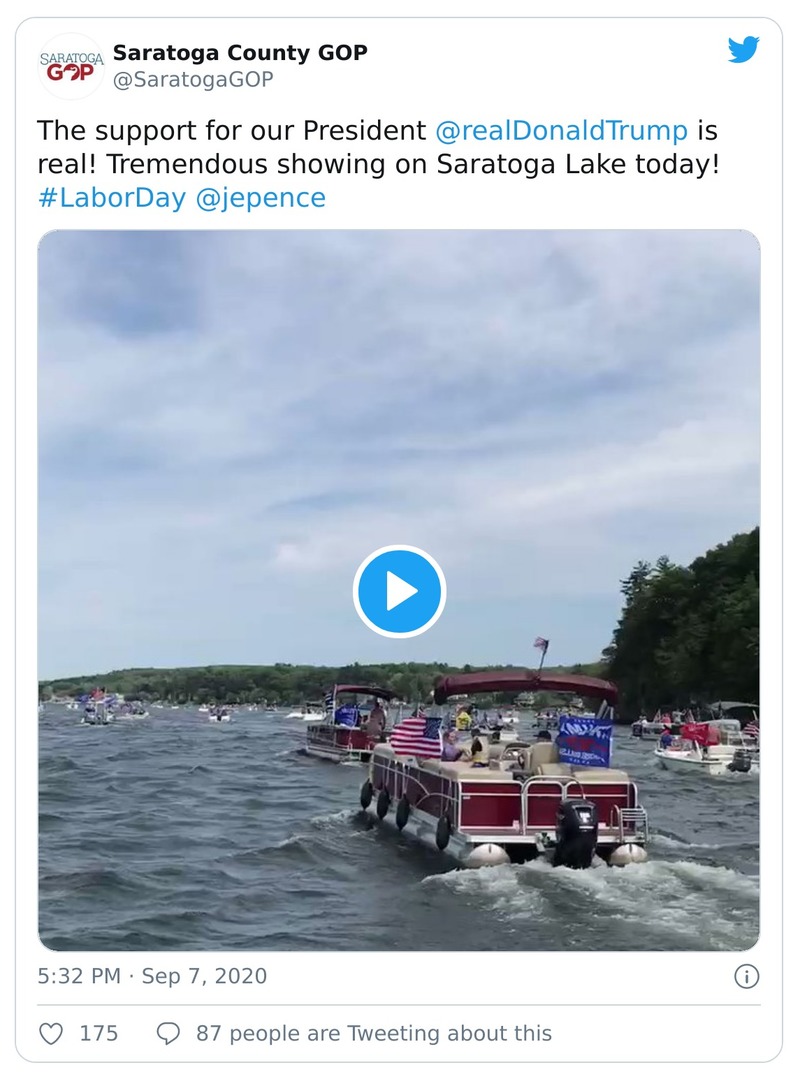 SARATOGA
GOP
Saratoga County GOP
@SaratogaGOP
The support for our President @realDonaldTrump is
real! Tremendous showing on Saratoga Lake today!
#LaborDay @jepence
5:32 PM · Sep 7, 2020
175
87 people are Tweeting about this